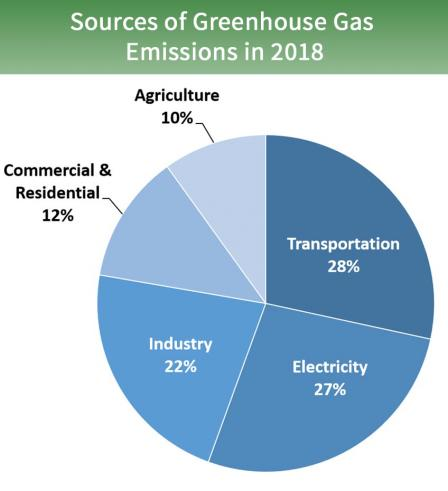 Sources of Greenhouse Gas
Emissions in 2018
Agriculture
10%
Commercial &
Residential
12%
Transportation
28%
Industry
22%
Electricity
27%